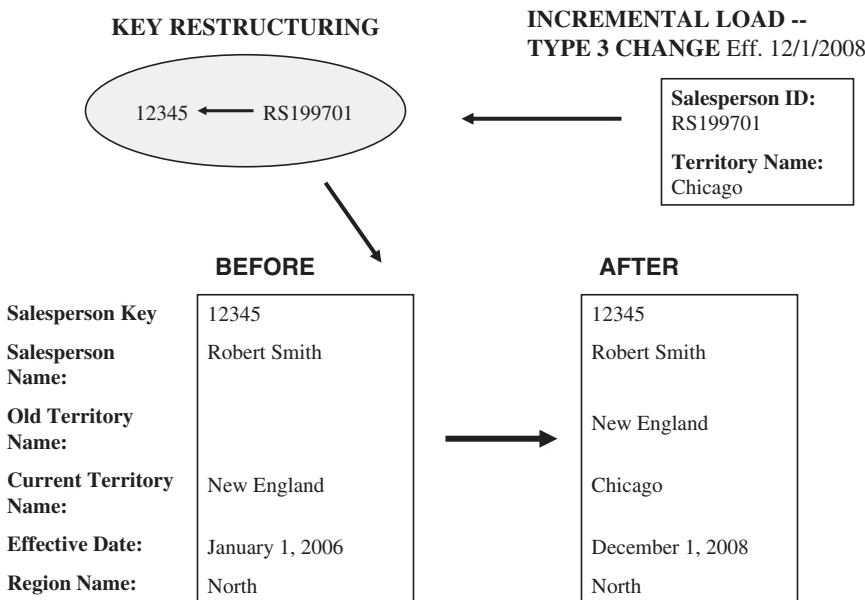 KEY RESTRUCTURING
INCREMENTAL LOAD --
TYPE 3 CHANGE Eff. 12/1/2008
12345
RS199701
Salesperson ID:
RS199701
Territory Name:
Chicago
BEFORE
AFTER
Salesperson Key
12345
12345
Salesperson
Name:
Robert Smith
Robert Smith
Old Territory
Name:
New England
Current Territory
Name:
New England
Chicago
Effective Date:
January 1, 2006
December 1, 2008
Region Name:
North
North